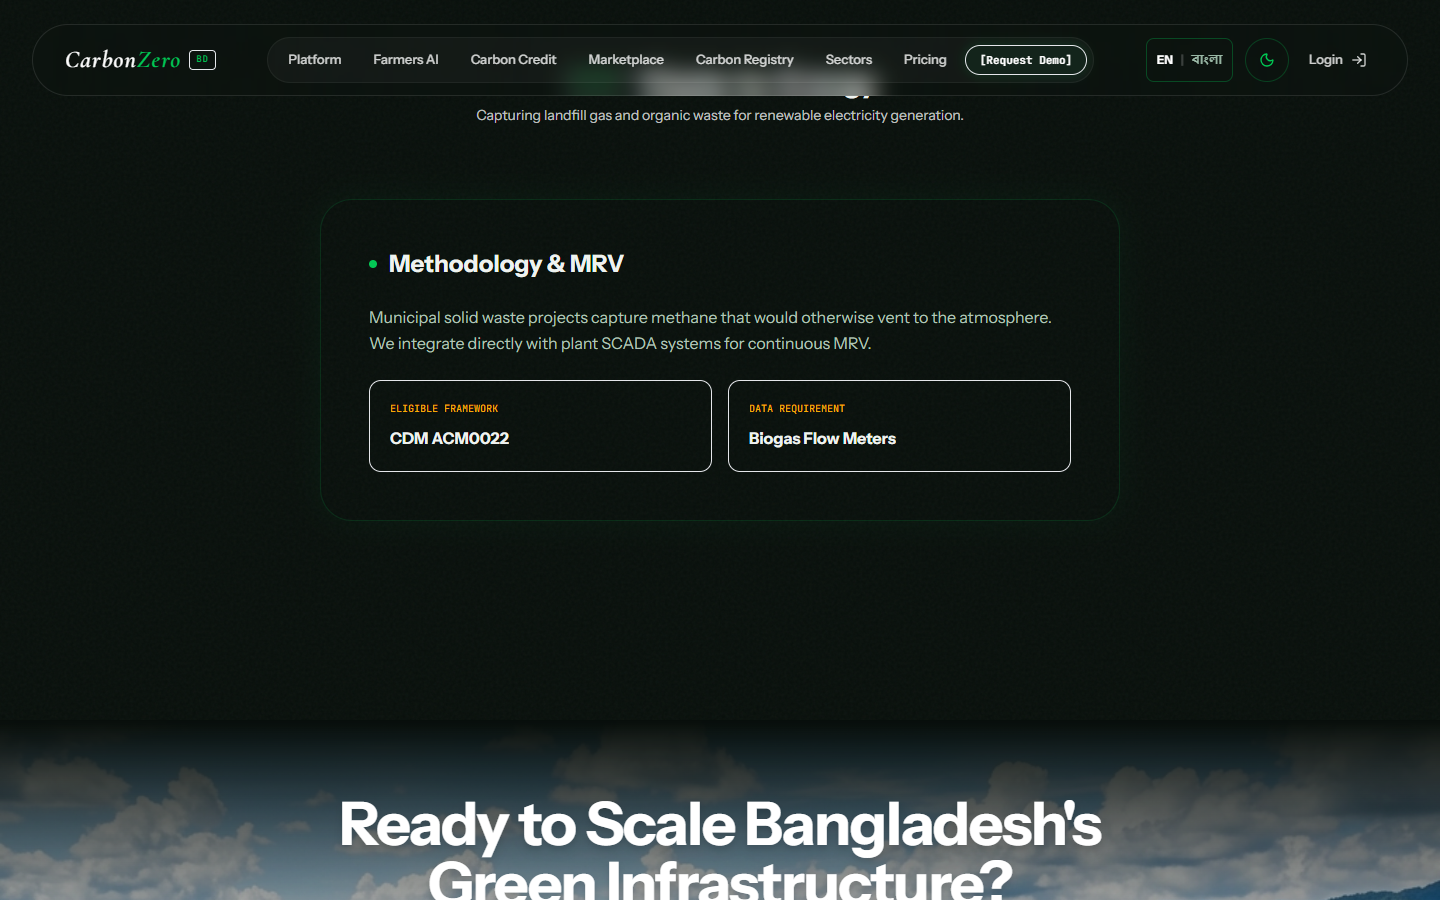 CarbonZero BD
Platform
Farmers AI
Carbon Credit
Marketplace
Carbon Registry
Sectors
Pricing
[Request Demo]
EN | বাংলা
Login
Capturing landfill gas and organic waste for renewable electricity generation.
Methodology & MRV
Municipal solid waste projects capture methane that would otherwise vent to the atmosphere.
We integrate directly with plant SCADA systems for continuous MRV.
ELIGIBLE FRAMEWORK
CDM ACM0022
DATA REQUIREMENT
Biogas Flow Meters
Ready to Scale Bangladesh's
Green Infrastructure?